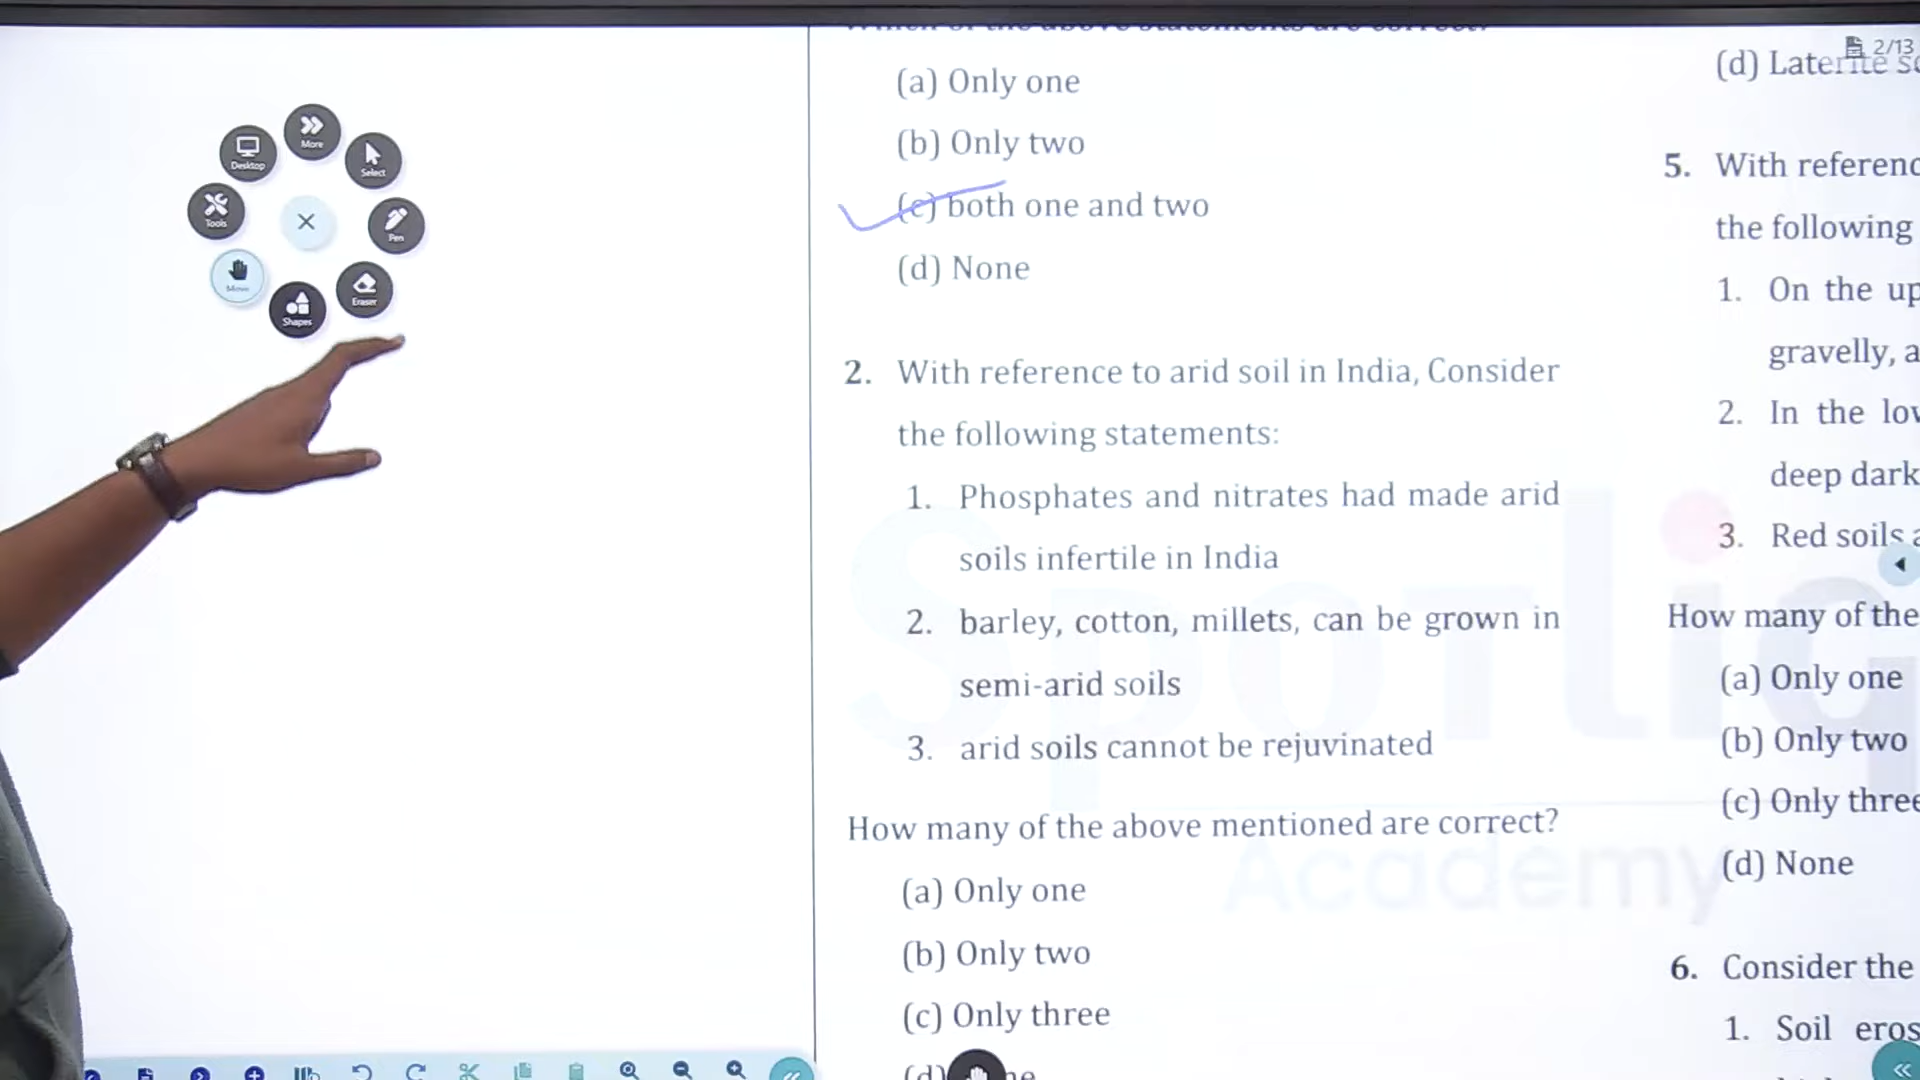 (a) Only one
(b) Only two
(c) both one and two
(d) None
2. With reference to arid soil in India, Consider
the following statements:
1. Phosphates and nitrates had made arid
soils infertile in India
2. barley, cotton, millets, can be grown in
semi-arid soils
3. arid soils cannot be rejuvinated
How many of the above mentioned are correct?
(a) Only one
(b) Only two
(c) Only three
2/13
(d) Laterite
5. With
the following
1. On the
gravelly,
2. In the
deep dark
3. Red soils
How many of the
(a) Only one
(b) Only two
(c) Only three
(d) None
6. Consider the
1. Soil
More
Desktop
Select
Tools
Pen
Move
Eraser
Shapes
Academy